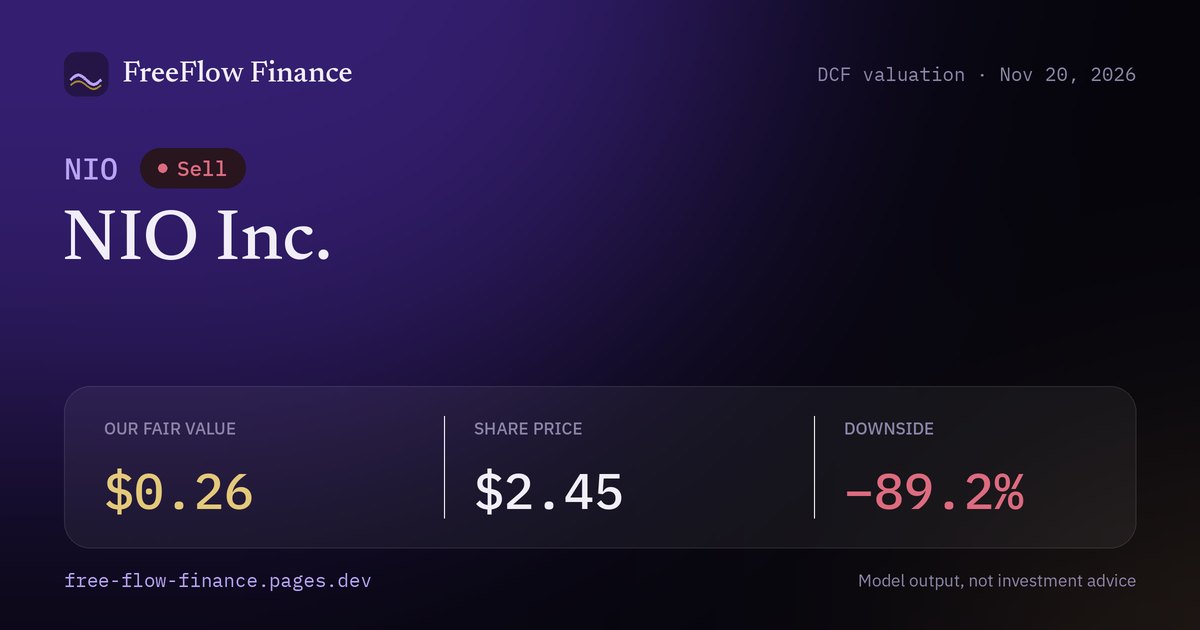 FreeFlow Finance
DCF valuation · Nov 20, 2026
NIO
Sell
NIO Inc.
OUR FAIR VALUE
$0.26
SHARE PRICE
$2.45
DOWNSIDE
−89.2%
free-flow-finance.pages.dev
Model output, not investment advice